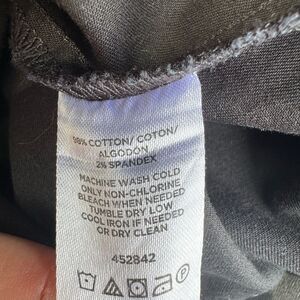 98% COTTON/ COTON/
ALGODÓN
2% SPANDEX
MACHINE WASH COLD
ONLY NON-CHLORINE
BLEACH WHEN NEEDED
TUMBLE DRY LOW
COOL IRON IF NEEDED
OR DRY CLEAN
452842